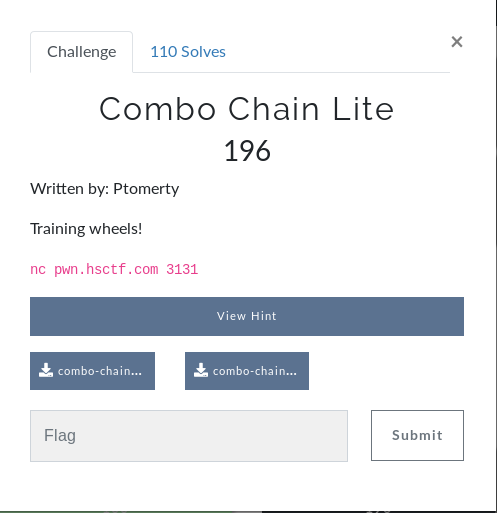 Challenge
110 Solves
×
Combo Chain Lite
196
Written by: Ptomerty
Training wheels!
nc pwn.hsctf.com 3131
View Hint
combo-chain...
combo-chain...
Flag
Submit